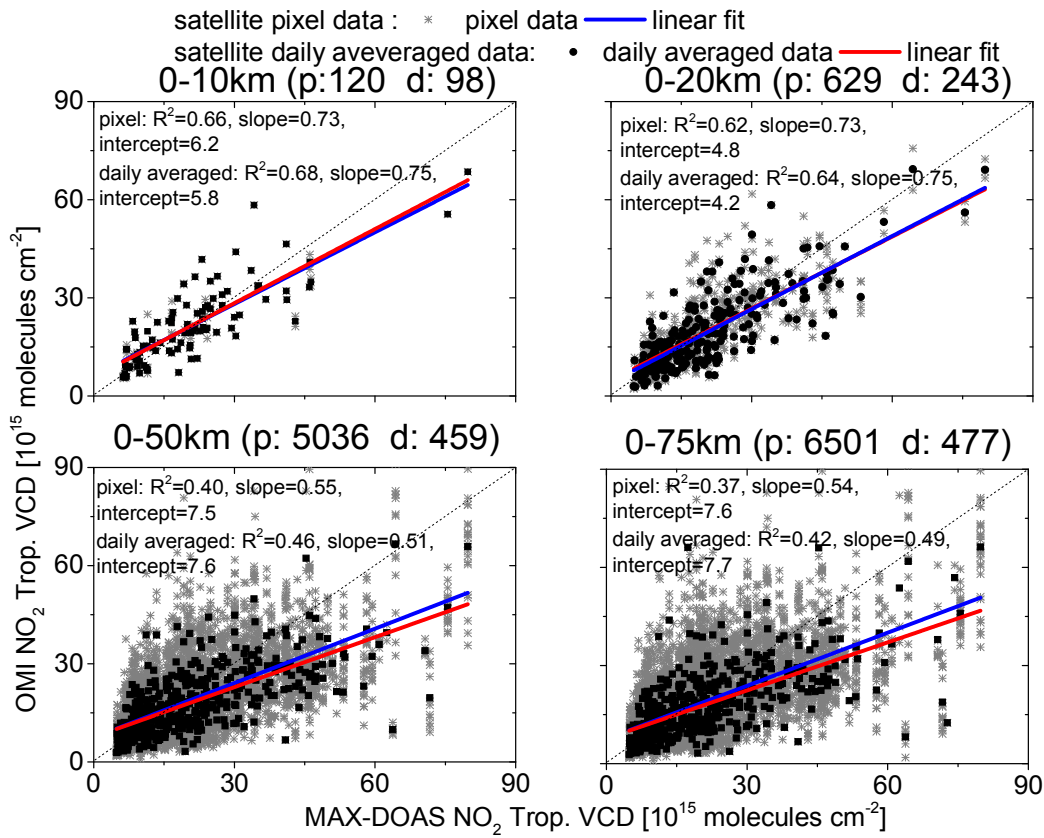 satellite pixel data : pixel data linear fit
satellite daily aveveraged data: daily averaged data linear fit
0-10km (p:120 d: 98)
0-20km (p: 629 d: 243)
90
60
30
0
pixel: R²=0.66, slope=0.73,
intercept=6.2
daily averaged: R²=0.68, slope=0.75,
intercept=5.8
pixel: R²=0.62, slope=0.73,
intercept=4.8
daily averaged: R²=0.64, slope=0.75,
intercept=4.2
0-50km (p: 5036 d: 459)
0-75km (p: 6501 d: 477)
90
60
30
0
pixel: R²=0.40, slope=0.55,
intercept=7.5
daily averaged: R²=0.46, slope=0.51,
intercept=7.6
pixel: R²=0.37, slope=0.54,
intercept=7.6
daily averaged: R²=0.42, slope=0.49,
intercept=7.7
0 30 60 90
0 30 60 90
OMI NO₂ Trop. VCD [10¹⁵ molecules cm⁻²]
MAX-DOAS NO₂ Trop. VCD [10¹⁵ molecules cm⁻²]